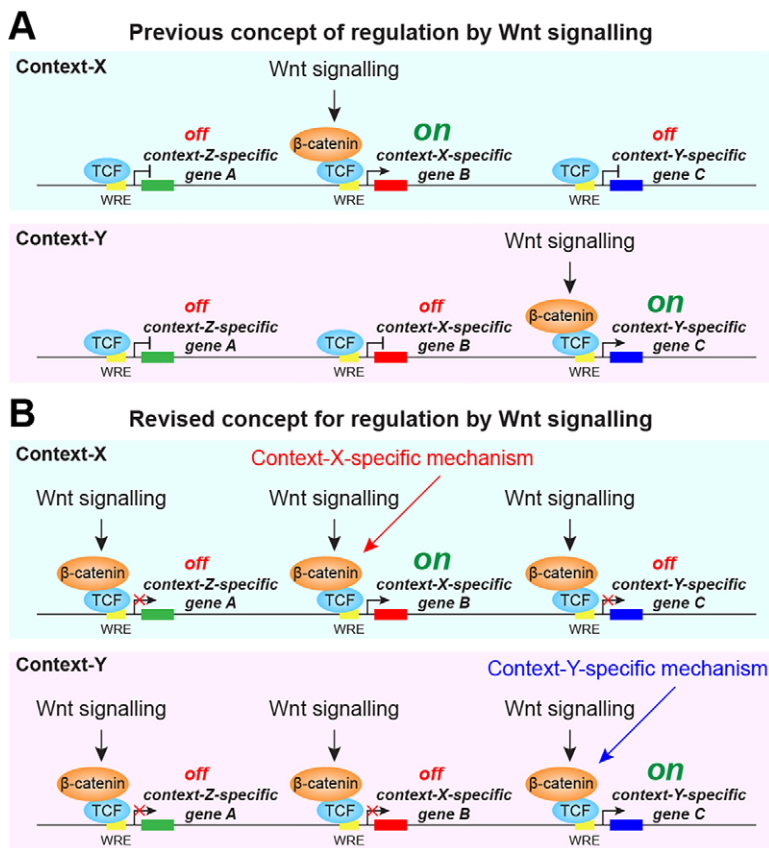 A
Previous concept of regulation by Wnt signalling
Context-X
Wnt signalling
off
context-Z-specific
gene A
TCF
WRE
β-catenin
on
context-X-specific
gene B
TCF
WRE
off
context-Y-specific
gene C
TCF
WRE
Context-Y
Wnt signalling
off
context-Z-specific
gene A
TCF
WRE
off
context-X-specific
gene B
TCF
WRE
β-catenin
on
context-Y-specific
gene C
TCF
WRE
B
Revised concept for regulation by Wnt signalling
Context-X
Context-X-specific mechanism
Wnt signalling
β-catenin
off
context-Z-specific
gene A
TCF
WRE
Wnt signalling
β-catenin
on
context-X-specific
gene B
TCF
WRE
Wnt signalling
β-catenin
off
context-Y-specific
gene C
TCF
WRE
Context-Y
Context-Y-specific mechanism
Wnt signalling
β-catenin
off
context-Z-specific
gene A
TCF
WRE
Wnt signalling
β-catenin
off
context-X-specific
gene B
TCF
WRE
Wnt signalling
β-catenin
on
context-Y-specific
gene C
TCF
WRE